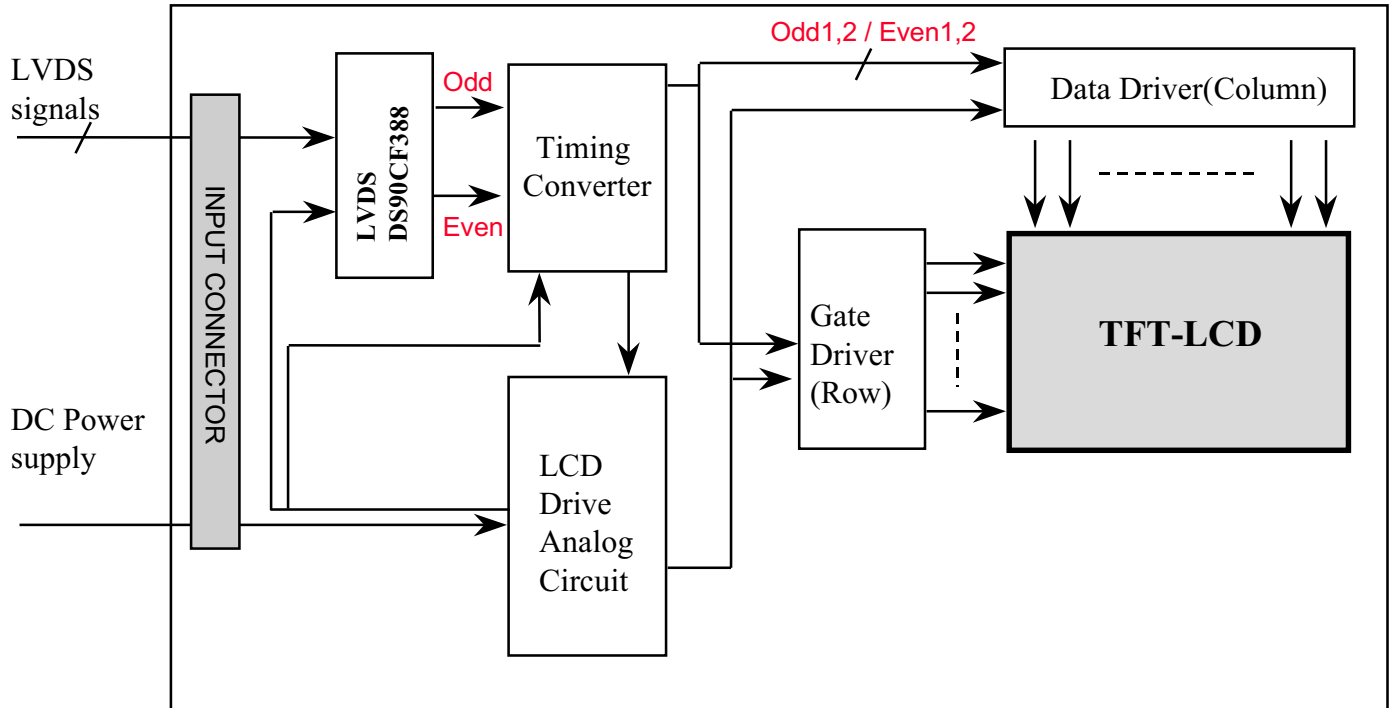 LVDS
signals
INPUT CONNECTOR
LVDS
DS90CF388
Odd
Even
Timing
Converter
Odd1,2 / Even1,2
Data Driver(Column)
Gate
Driver
(Row)
TFT-LCD
DC Power
supply
LCD
Drive
Analog
Circuit